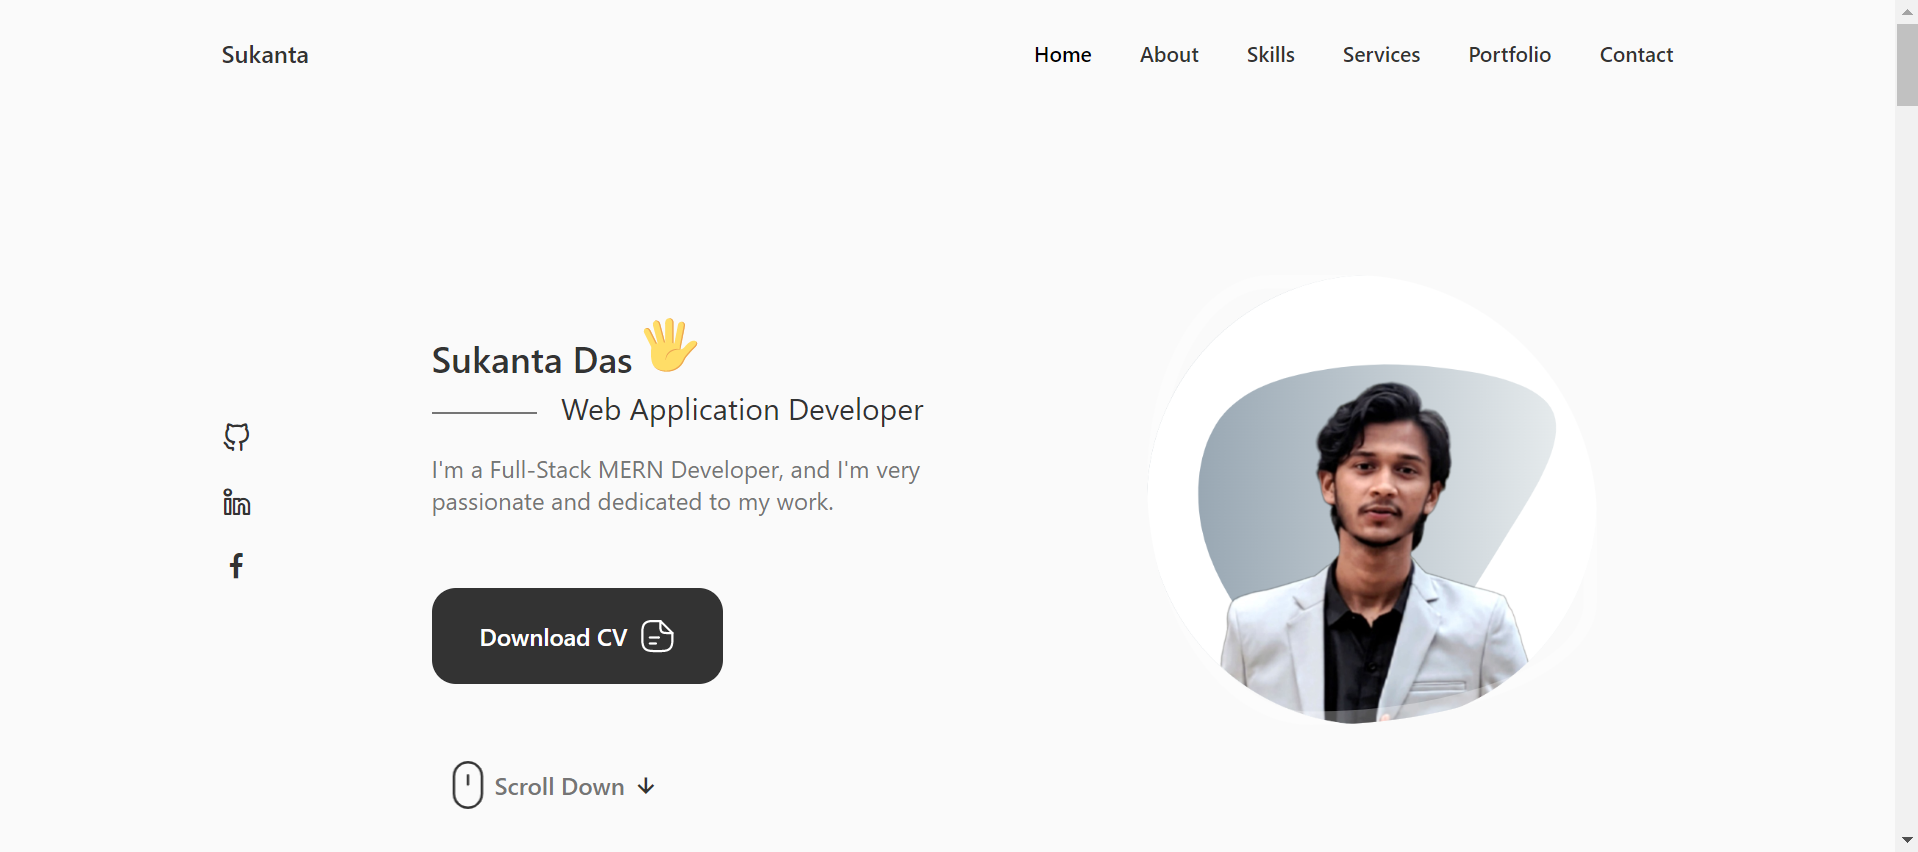 Sukanta
Home About Skills Services Portfolio Contact
Sukanta Das
Web Application Developer
I'm a Full-Stack MERN Developer, and I'm very
passionate and dedicated to my work.
Download CV
Scroll Down